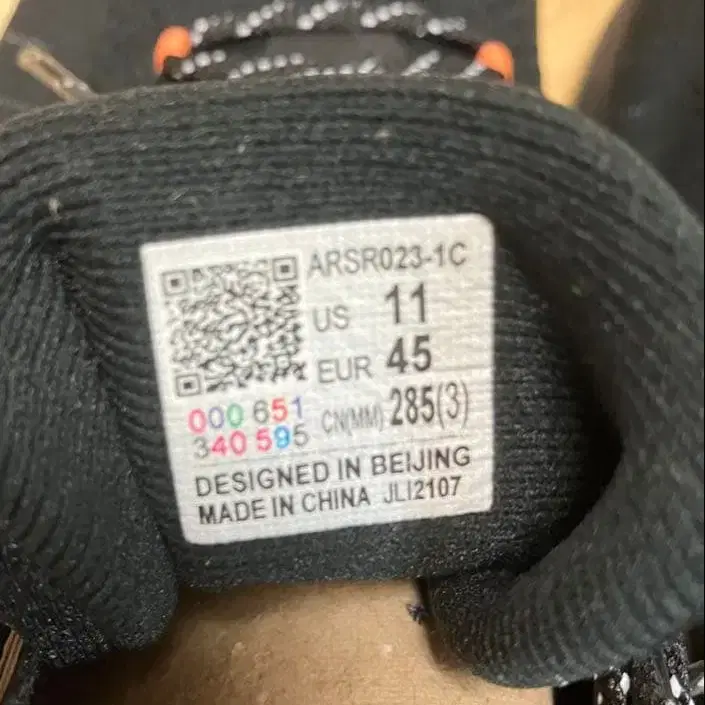 ARSR023-1C
US 11
EUR 45
000 651
340 595
CN(MM) 285(3)
DESIGNED IN BEIJING
MADE IN CHINA JLI2107